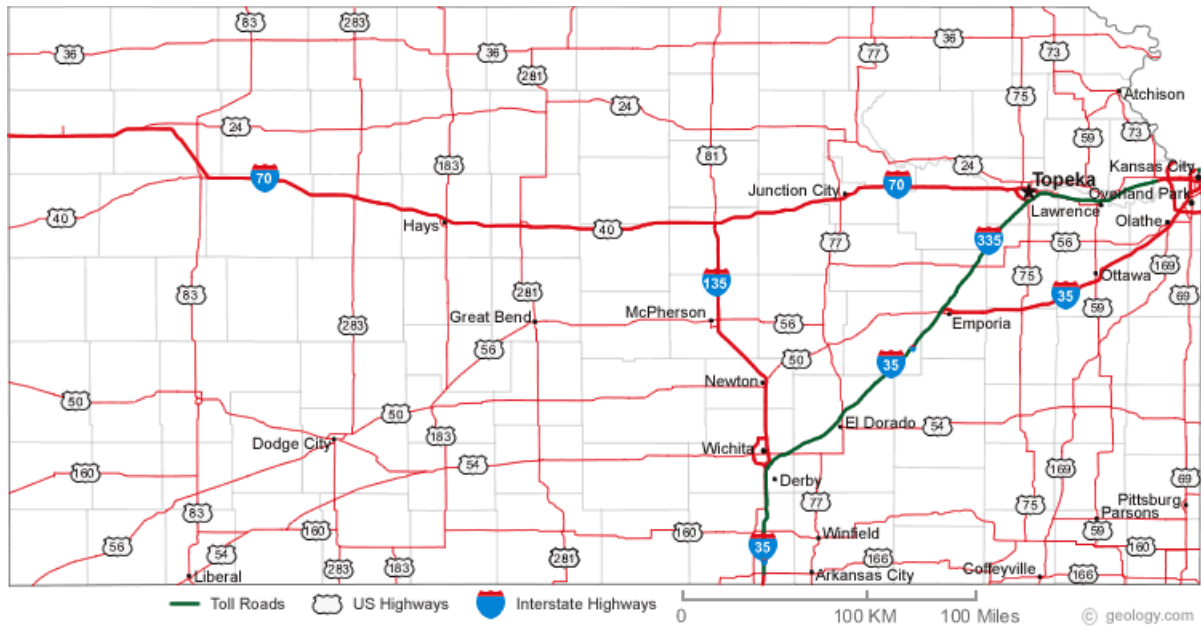 83
283
36
36
36
77
73
281
24
75
Atchison
24
59
73
81
183
70
Junction City
70
24
Topeka
Kansas City
Overland Park
40
Hays
40
Lawrence
Olathe
77
335
56
75
169
Ottawa
135
83
281
35
69
283
Great Bend
McPherson
56
59
Emporia
56
50
35
Newton
50
50
El Dorado
54
Dodge City
183
Wichita
54
160
169
69
Derby
83
77
75
Pittsburg
Parsons
160
160
Winfield
59
160
56
54
281
35
166
Liberal
283
183
Arkansas City
Coffeyville
166
Toll Roads
US Highways
Interstate Highways
0
100 KM
100 Miles
© geology.com